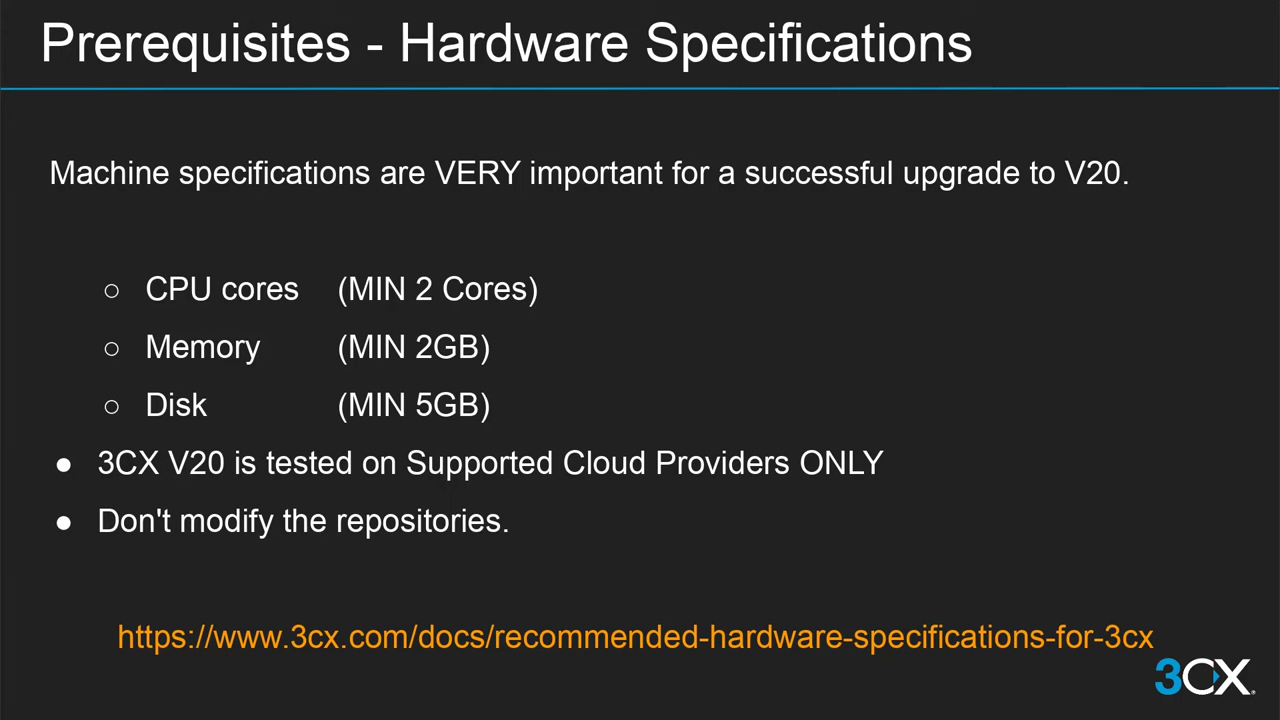 Prerequisites - Hardware Specifications
Machine specifications are VERY important for a successful upgrade to V20.
○ CPU cores (MIN 2 Cores)
○ Memory (MIN 2GB)
○ Disk (MIN 5GB)
● 3CX V20 is tested on Supported Cloud Providers ONLY
● Don't modify the repositories.
https://www.3cx.com/docs/recommended-hardware-specifications-for-3cx
3CX®